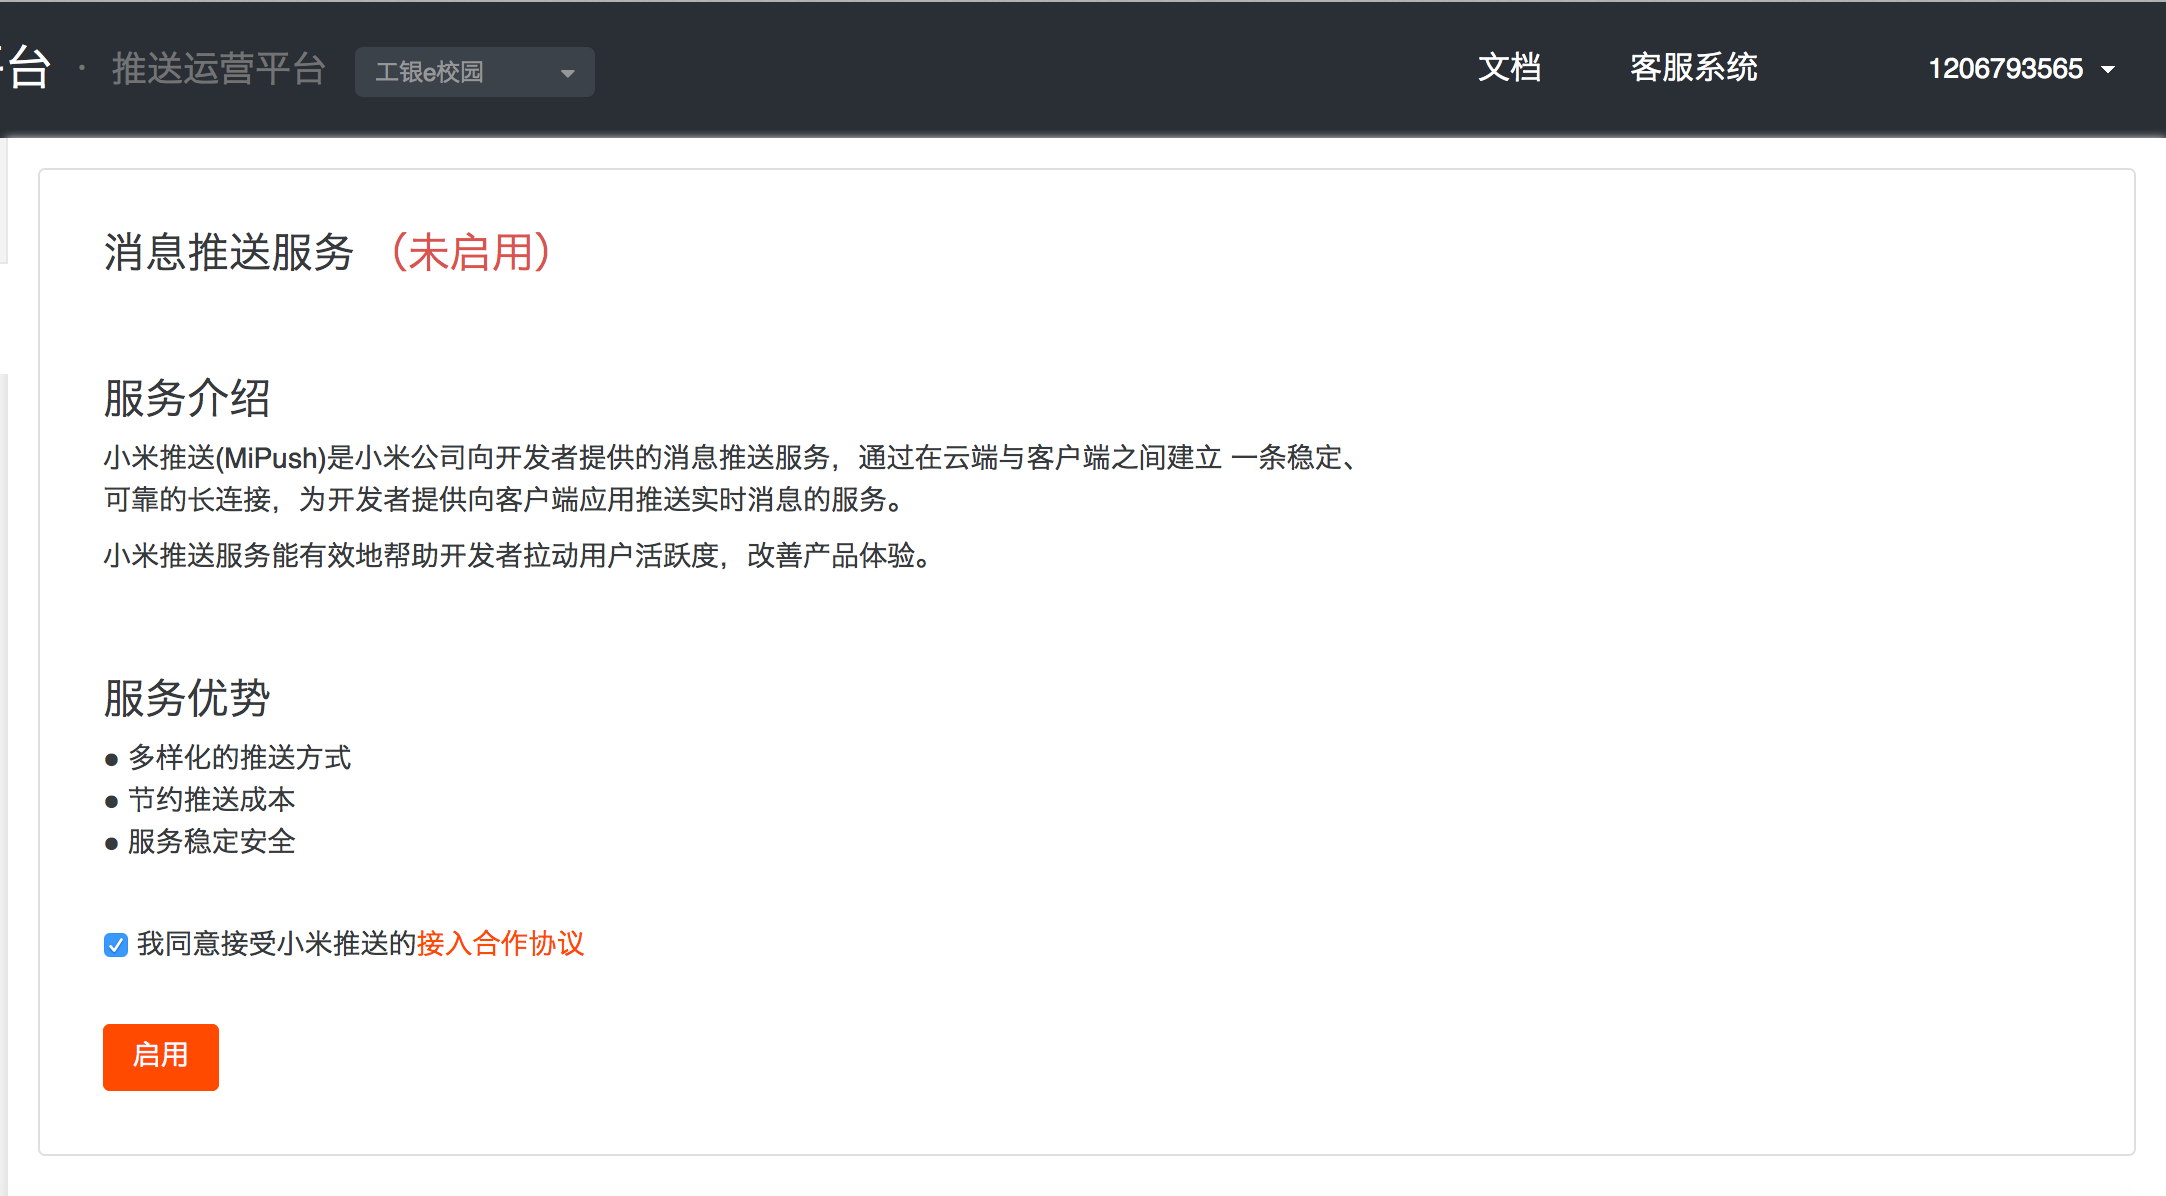 台 · 推送运营平台 工银e校园 文档 客服系统 1206793565
消息推送服务 （未启用）
服务介绍
小米推送(MiPush)是小米公司向开发者提供的消息推送服务，通过在云端与客户端之间建立 一条稳定、
可靠的长连接，为开发者提供向客户端应用推送实时消息的服务。
小米推送服务能有效地帮助开发者拉动用户活跃度，改善产品体验。
服务优势
● 多样化的推送方式
● 节约推送成本
● 服务稳定安全
我同意接受小米推送的接入合作协议
启用